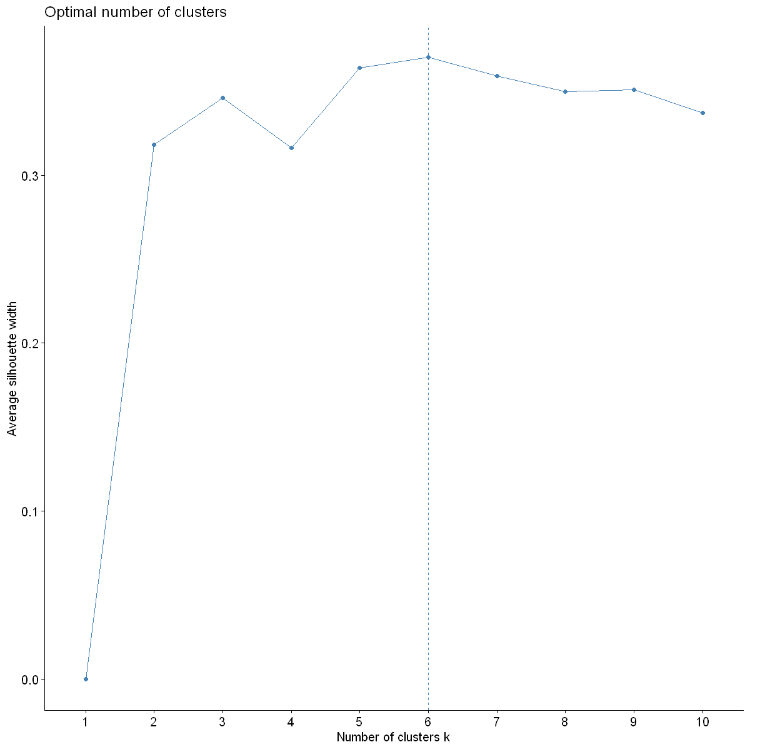 Optimal number of clusters
Average silhouette width
0.3
0.2
0.1
0.0
1 2 3 4 5 6 7 8 9 10
Number of clusters k